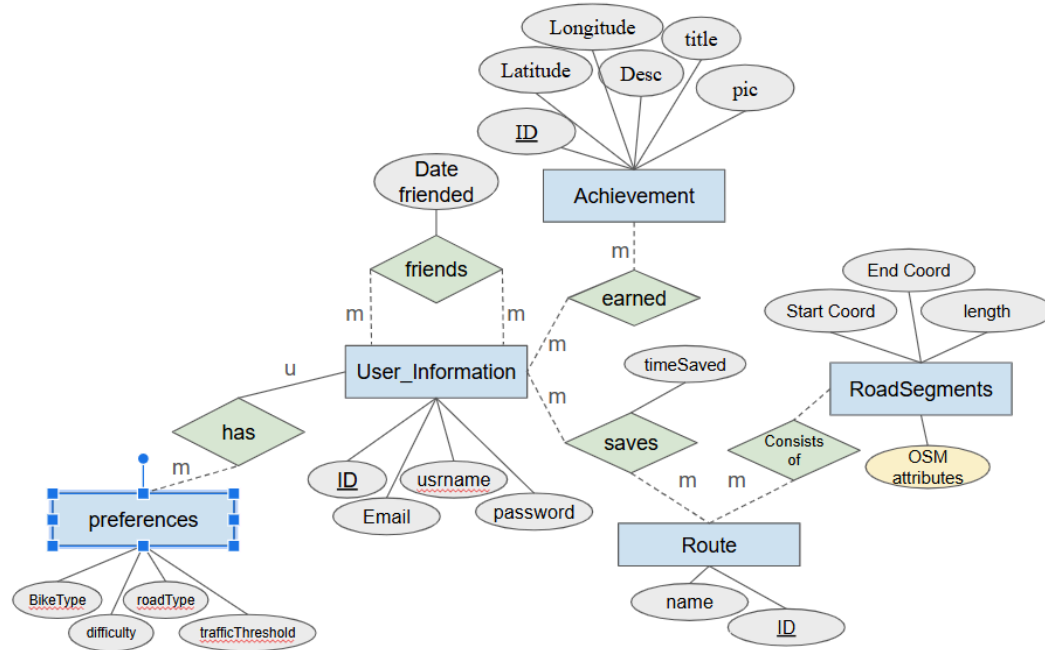 Longitude
title
Latitude
Desc
pic
ID
Date
friended
Achievement
m
friends
End Coord
earned
m
m
Start Coord
length
m
User_Information
u
timeSaved
m
RoadSegments
has
saves
Consists
of
m
ID
usrname
OSM
attributes
m
m
Email
password
preferences
Route
BikeType
roadType
name
ID
difficulty
trafficThreshold